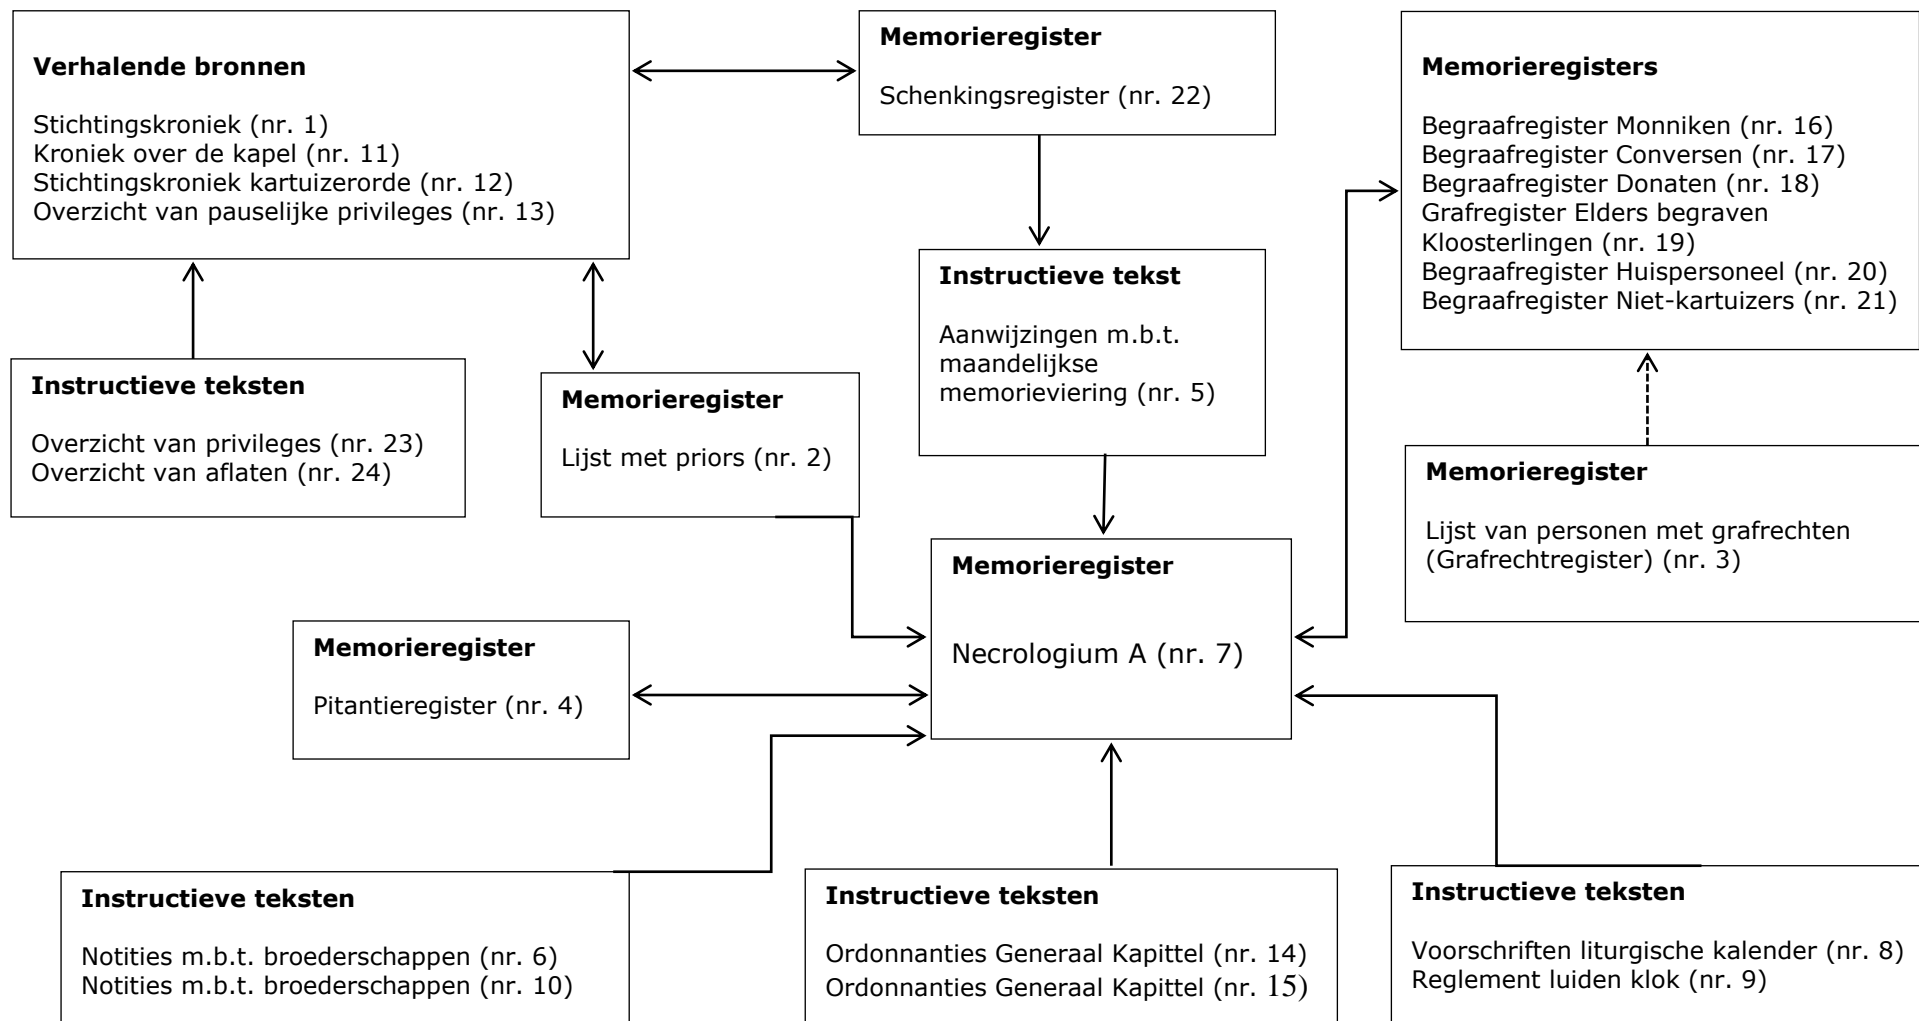 Verhalende bronnen
Stichtingskroniek (nr. 1)
Kroniek over de kapel (nr. 11)
Stichtingskroniek kartuizerorde (nr. 12)
Overzicht van pauselijke privileges (nr. 13)
Memorieregister
Schenkingsregister (nr. 22)
Memorieregisters
Begraafregister Monniken (nr. 16)
Begraafregister Conversen (nr. 17)
Begraafregister Donaten (nr. 18)
Grafregister Elders begraven
Kloosterlingen (nr. 19)
Begraafregister Huispersoneel (nr. 20)
Begraafregister Niet-kartuizers (nr. 21)
Instructieve tekst
Aanwijzingen m.b.t.
maandelijkse
memorieviering (nr. 5)
Instructieve teksten
Overzicht van privileges (nr. 23)
Overzicht van aflaten (nr. 24)
Memorieregister
Lijst met priors (nr. 2)
Memorieregister
Lijst van personen met grafrechten
(Grafrechtregister) (nr. 3)
Memorieregister
Necrologium A (nr. 7)
Memorieregister
Pitantieregister (nr. 4)
Instructieve teksten
Notities m.b.t. broederschappen (nr. 6)
Notities m.b.t. broederschappen (nr. 10)
Instructieve teksten
Ordonnanties Generaal Kapittel (nr. 14)
Ordonnanties Generaal Kapittel (nr. 15)
Instructieve teksten
Voorschriften liturgische kalender (nr. 8)
Reglement luiden klok (nr. 9)